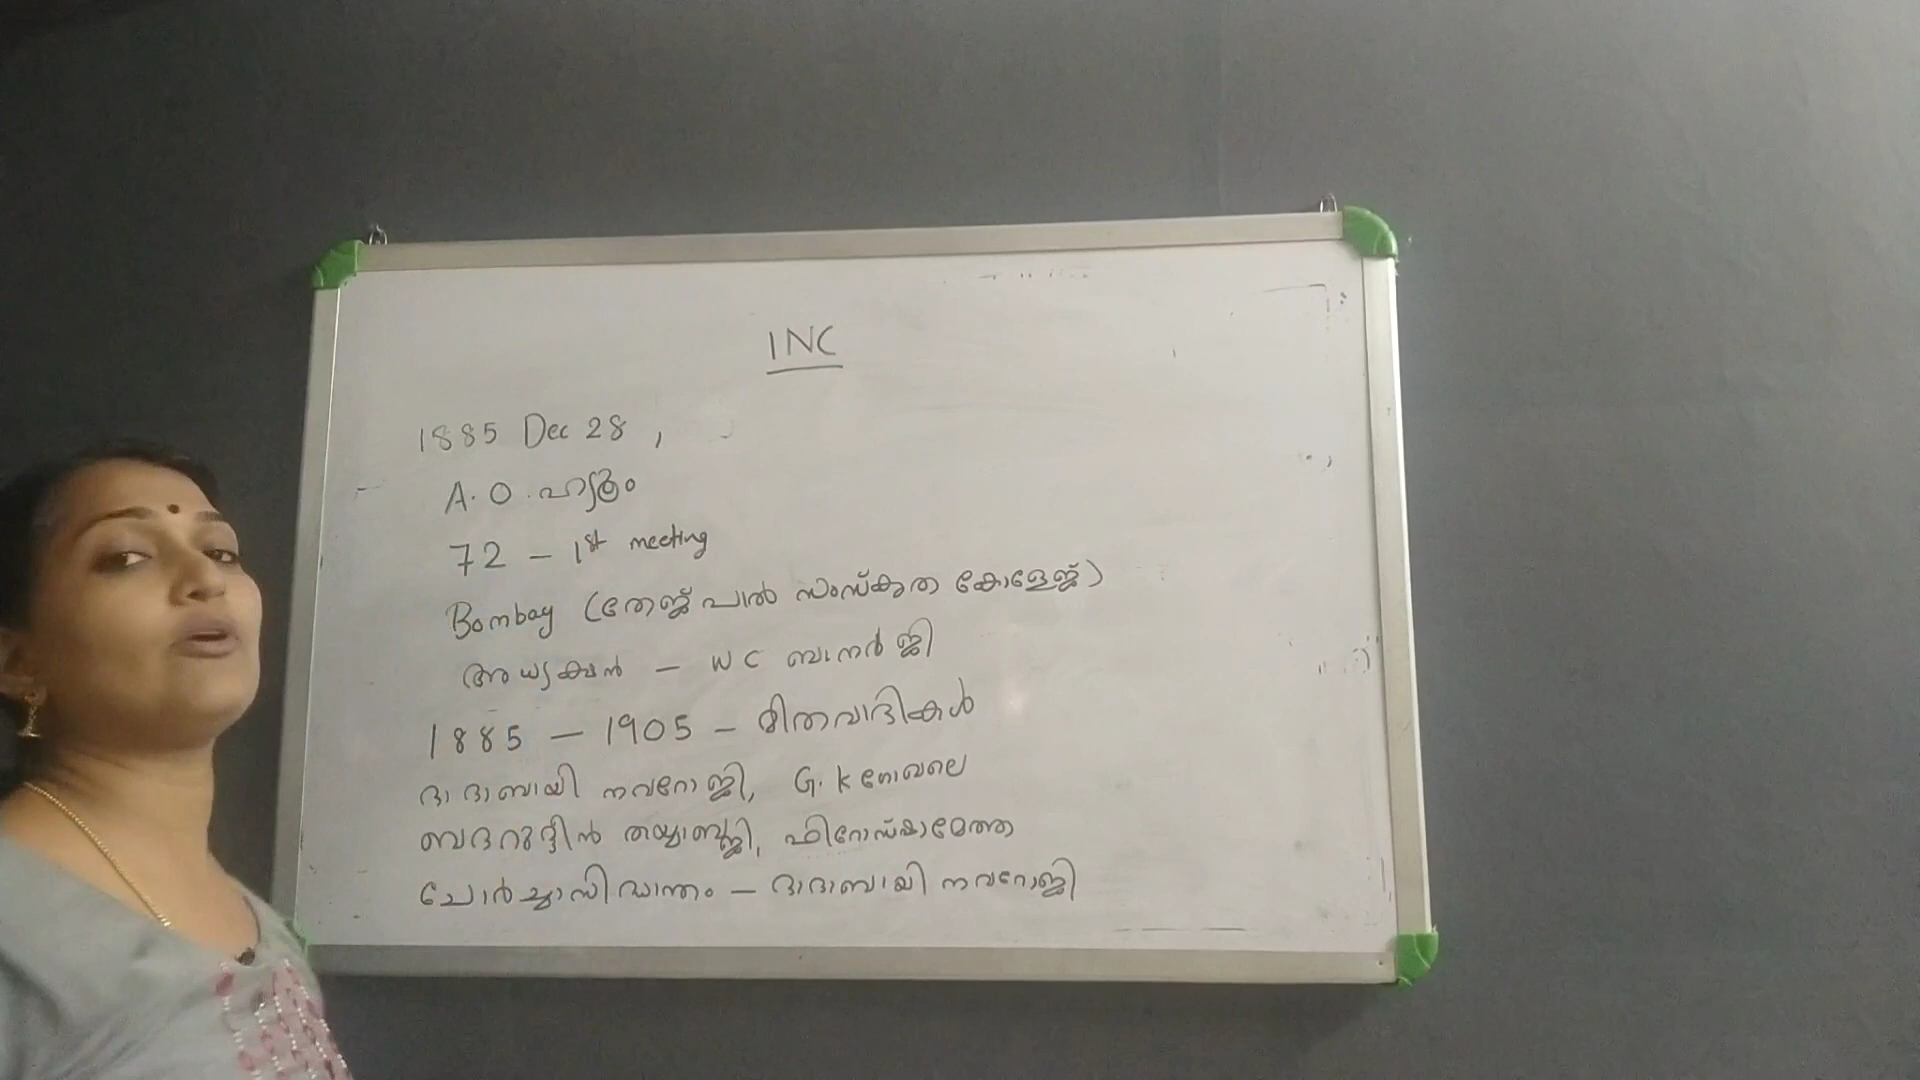 INC
1885 Dec 28 ,
A. O. ഹ്യൂം
72 – 1st meeting
Bombay (തേജ്പാൽ സംസ്കൃത കോളേജ്)
അധ്യക്ഷൻ – W C ബാനർജി
1885 – 1905 – മിതവാദികൾ
ദാദാബായി നവറോജി, G. K ഗോഖലെ
ബദറുദ്ദീൻ തയ്യാബ്ജി, ഫിറോസ്ഷാമേത്ത
ചോർച്ചാസിദ്ധാന്തം – ദാദാബായി നവറോജി